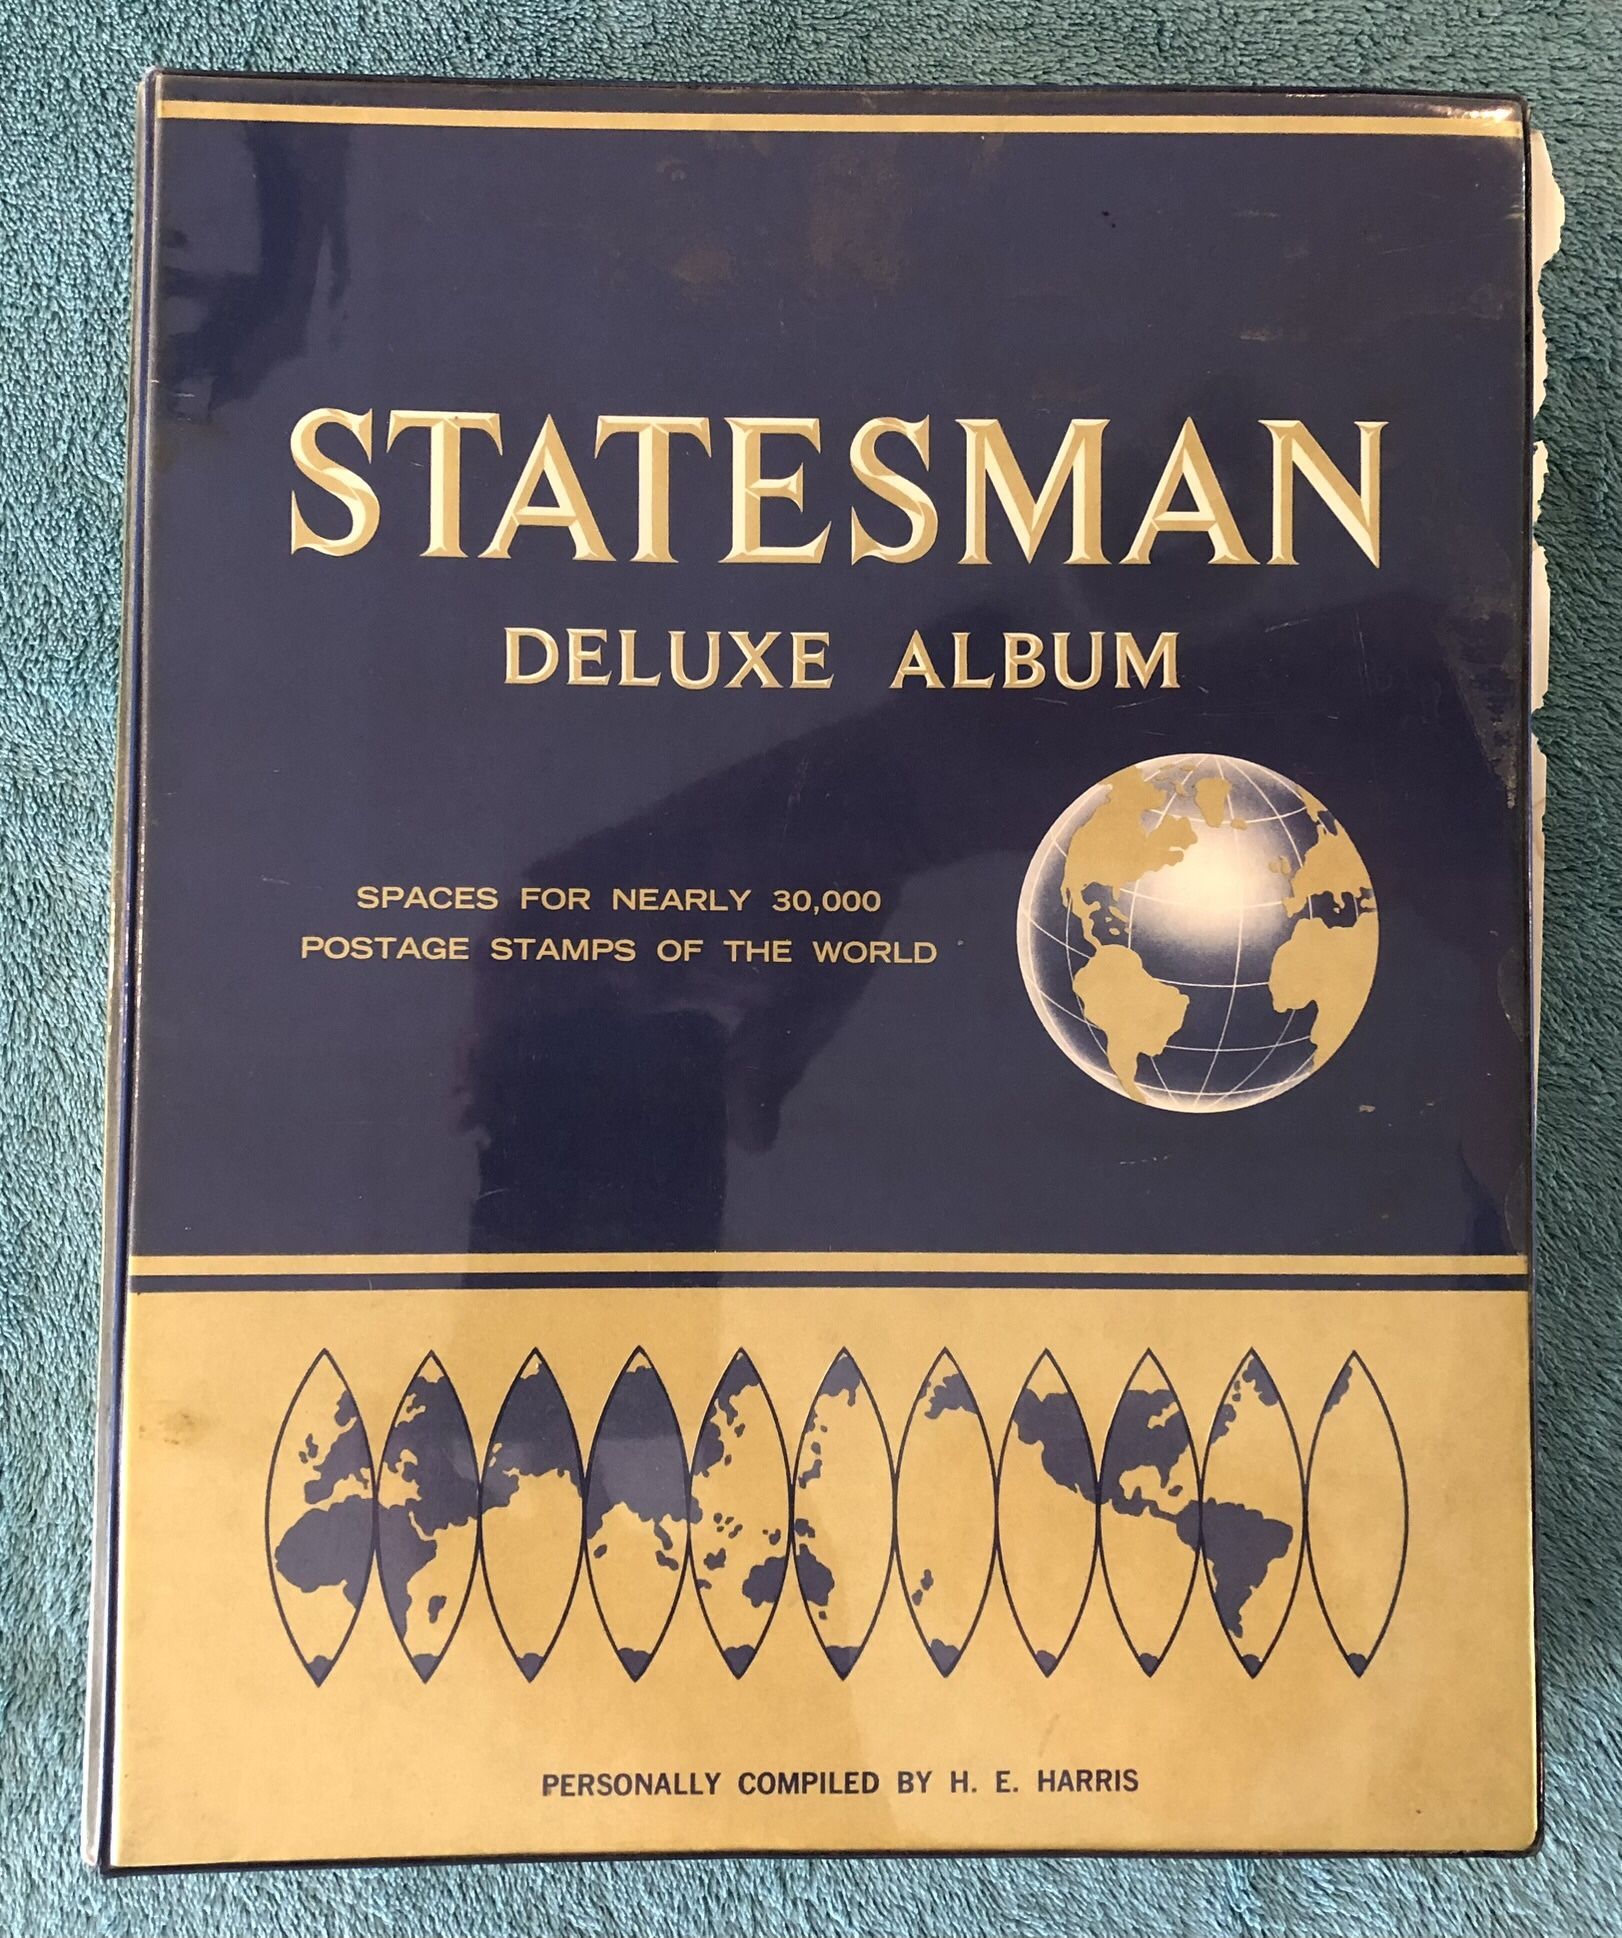 STATESMAN
DELUXE ALBUM
SPACES FOR NEARLY 30,000
POSTAGE STAMPS OF THE WORLD
PERSONALLY COMPILED BY H. E. HARRIS